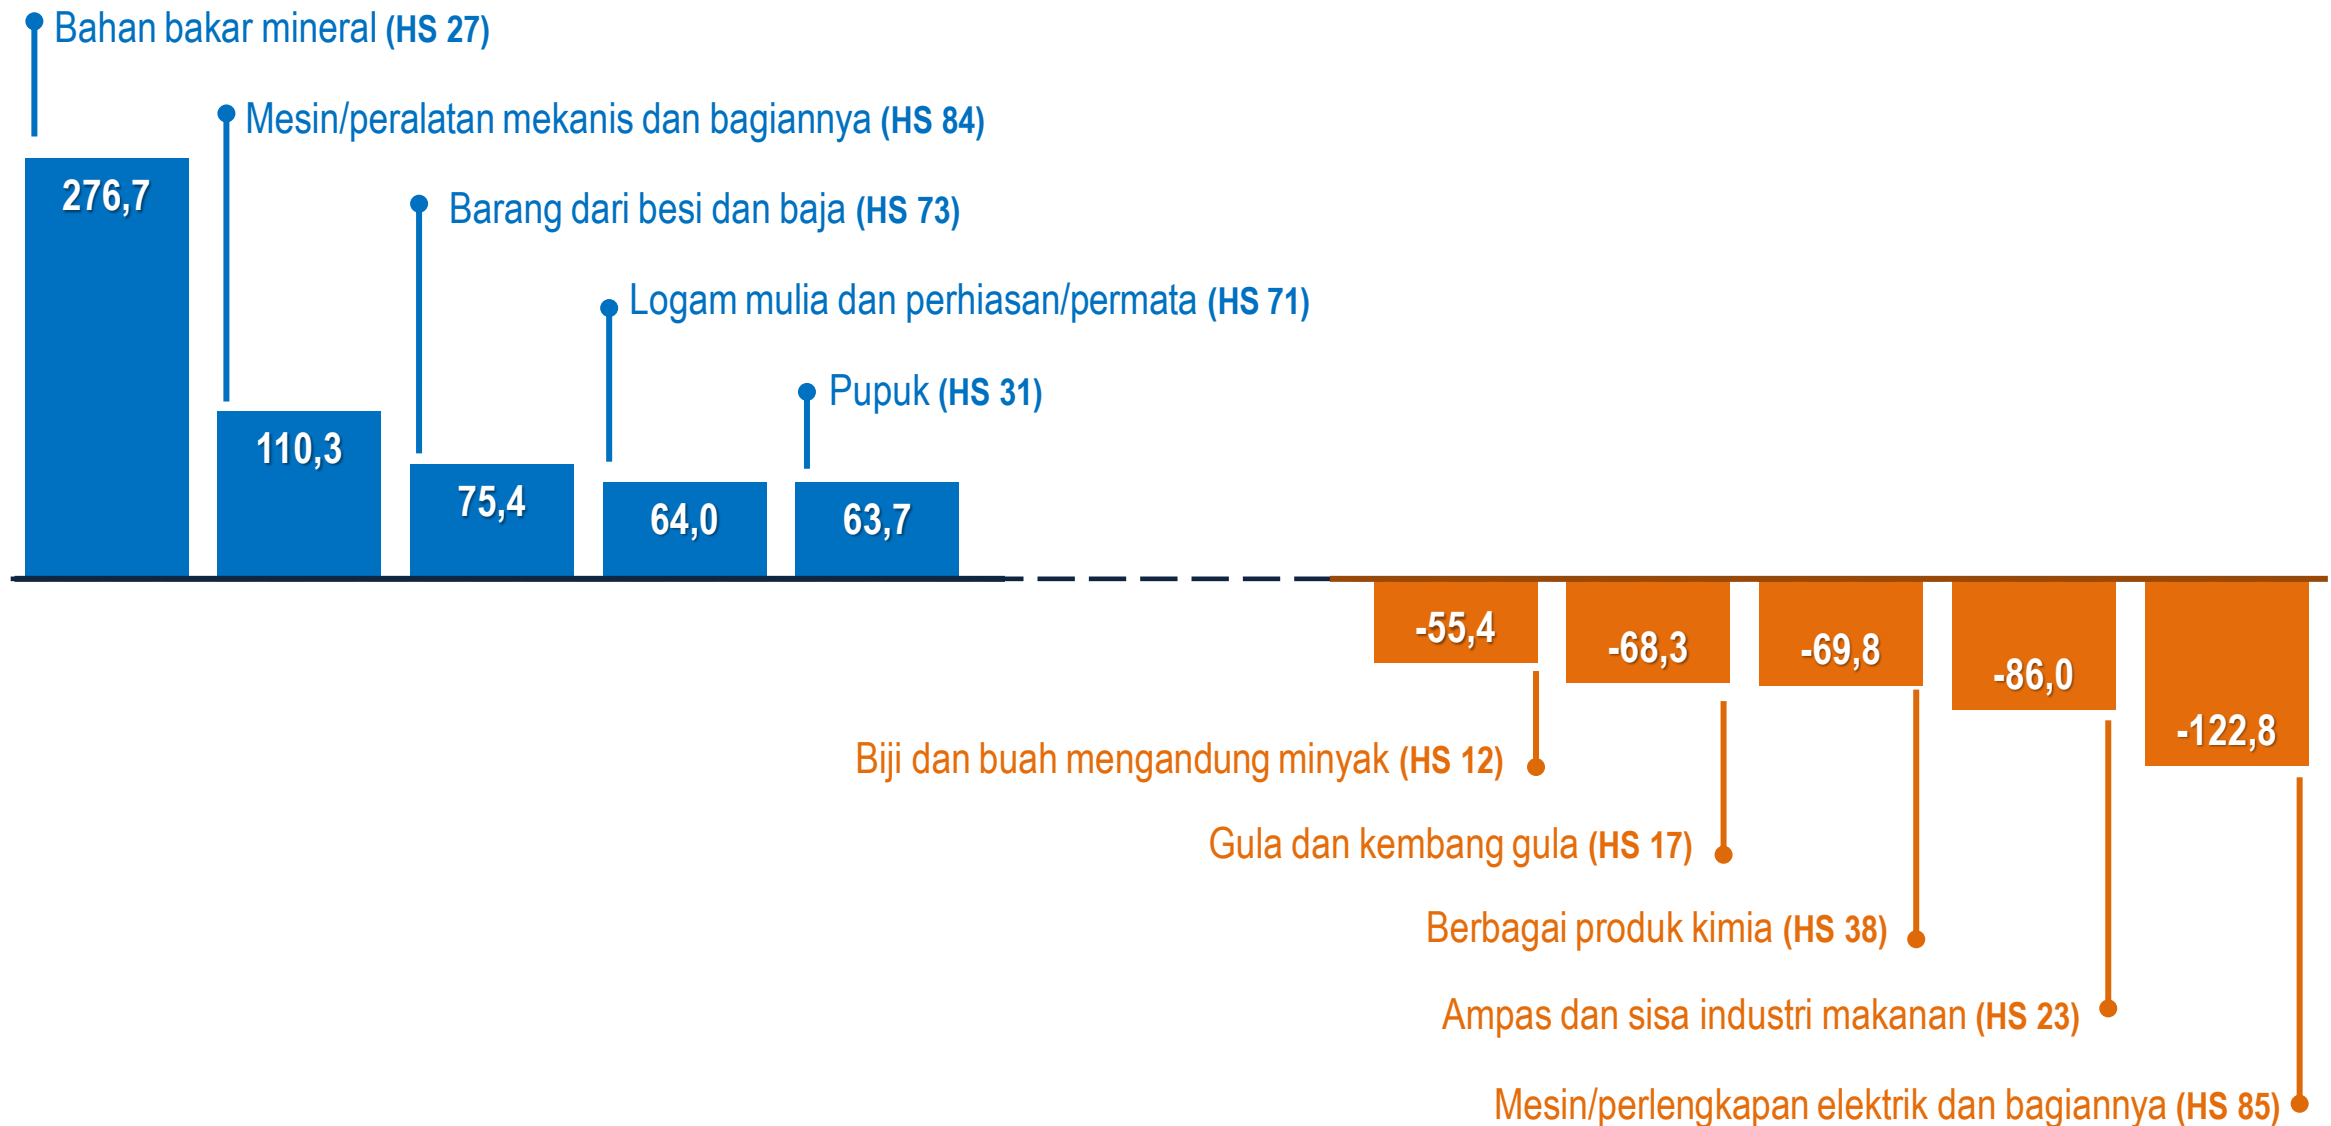 Bahan bakar mineral (HS 27)
Mesin/peralatan mekanis dan bagiannya (HS 84)
276,7
Barang dari besi dan baja (HS 73)
Logam mulia dan perhiasan/permata (HS 71)
Pupuk (HS 31)
110,3
75,4
64,0
63,7
-55,4
-68,3
-69,8
-86,0
-122,8
Biji dan buah mengandung minyak (HS 12)
Gula dan kembang gula (HS 17)
Berbagai produk kimia (HS 38)
Ampas dan sisa industri makanan (HS 23)
Mesin/perlengkapan elektrik dan bagiannya (HS 85)